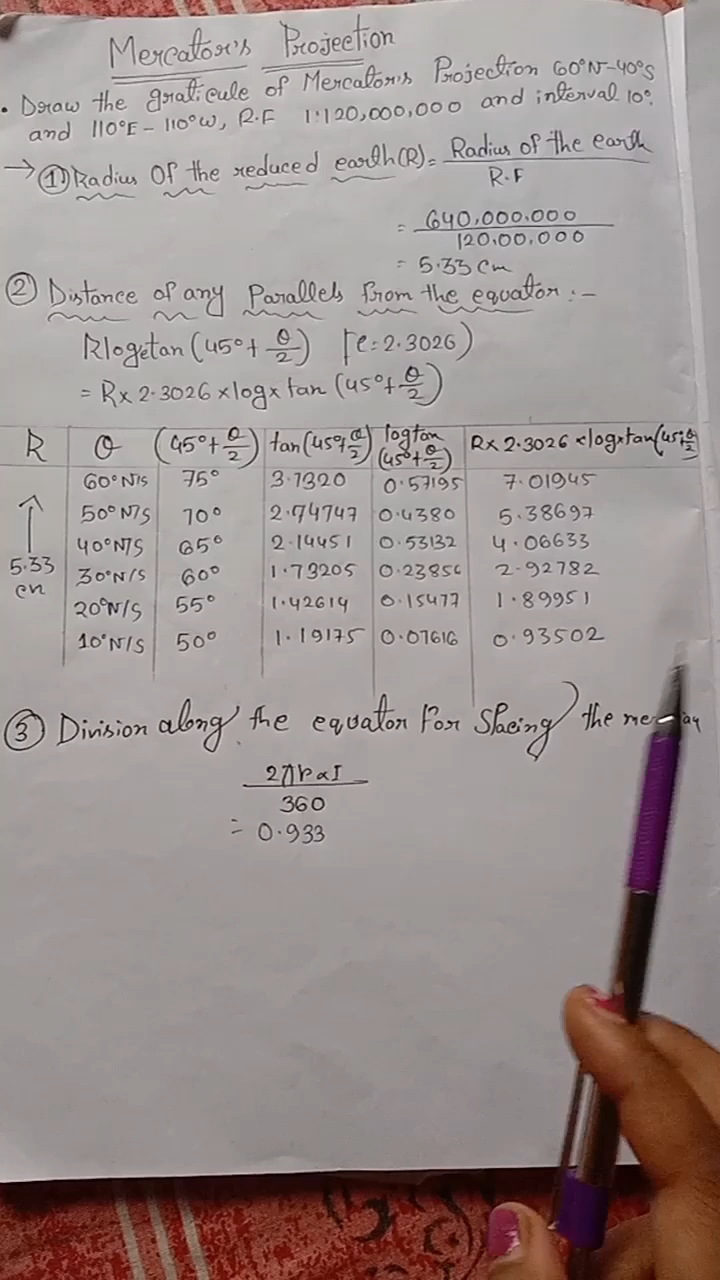 Mercator's Projection
• Draw the graticule of Mercator's Projection 60°N-40°S
and 110°E - 110°W, R.F 1:120,000,000 and interval 10°.
→ ① Radius Of the reduced earth(R) = Radius of the earth
R.F
= 640,000,000
120,00,000
= 5.33 cm
② Distance of any Parallels from the equator :-
Rlogetan (45° + θ/2) [e = 2.3026)
= R x 2.3026 x logx tan (45° + θ/2)
R θ (45° + θ/2) tan(45° + θ/2) logtan (45° + θ/2) Rx 2.3026 x logxtan(45° + θ/2)
60° N/S 75° 3.7320 0.57195 7.01945
↑ 50° N/S 70° 2.74747 0.4380 5.38697
40° N/S 65° 2.14451 0.53132 4.06633
5.33 cm 30° N/S 60° 1.73205 0.23856 2.92782
20° N/S 55° 1.42614 0.15477 1.89951
10° N/S 50° 1.19175 0.07616 0.93502
③ Division along the equator For Spacing the
2πr x I
360
= 0.933